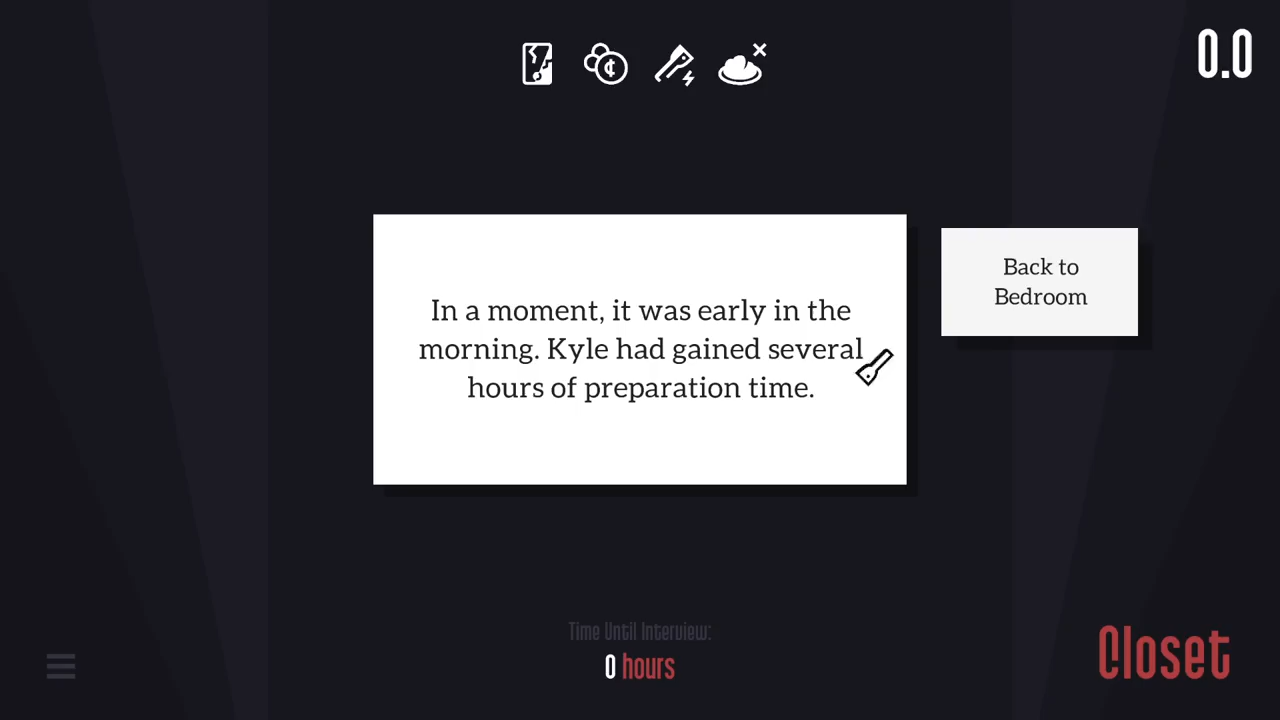 0.0
In a moment, it was early in the
morning. Kyle had gained several
hours of preparation time.
Back to
Bedroom
Time Until Interview:
0 hours
Closet